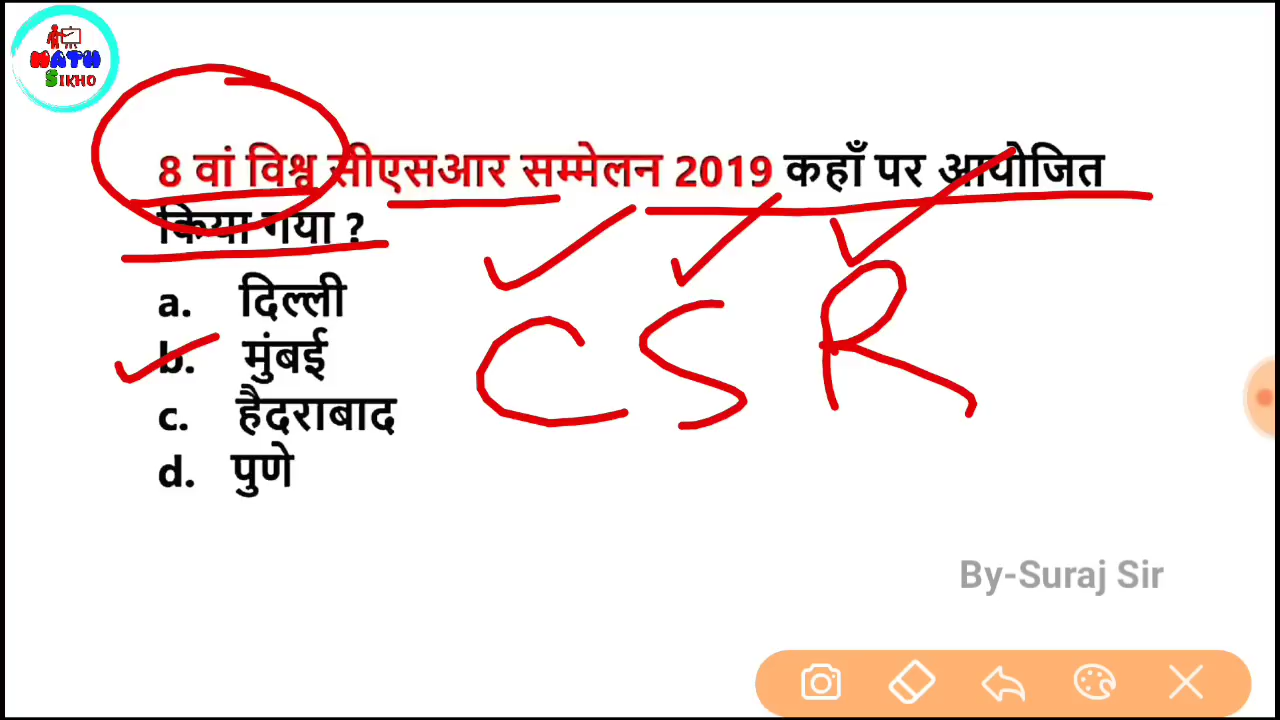 MATH
SIKHO
8 वां विश्व सीएसआर सम्मेलन 2019 कहाँ पर आयोजित
किया गया ?
a. दिल्ली
b. मुंबई
c. हैदराबाद
d. पुणे
CSR
By-Suraj Sir